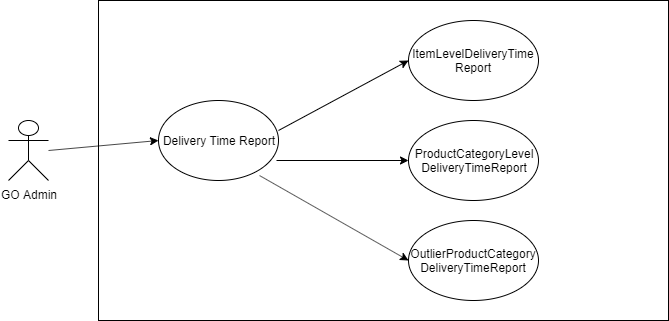 ItemLevelDeliveryTime
Report
Delivery Time Report
ProductCategoryLevel
DeliveryTimeReport
GO Admin
OutlierProductCategory
DeliveryTimeReport